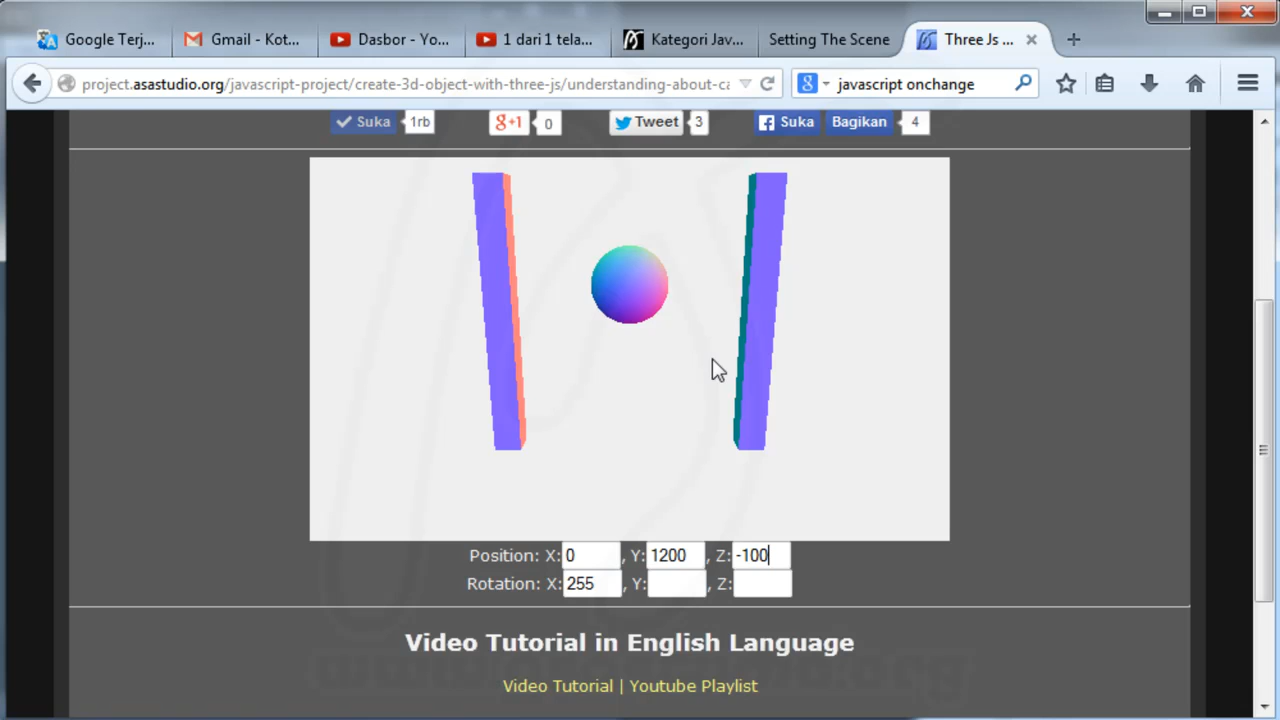 Google Terj... Gmail - Kot... Dasbor - Yo... 1 dari 1 tela... Kategori Jav... Setting The Scene Three Js ...
project.asastudio.org/javascript-project/create-3d-object-with-three-js/understanding-about-ca javascript onchange
Suka 1rb g+1 0 Tweet 3 Suka Bagikan 4
Position: X: 0 , Y: 1200 , Z: -100
Rotation: X: 255 , Y: , Z:
Video Tutorial in English Language
Video Tutorial | Youtube Playlist